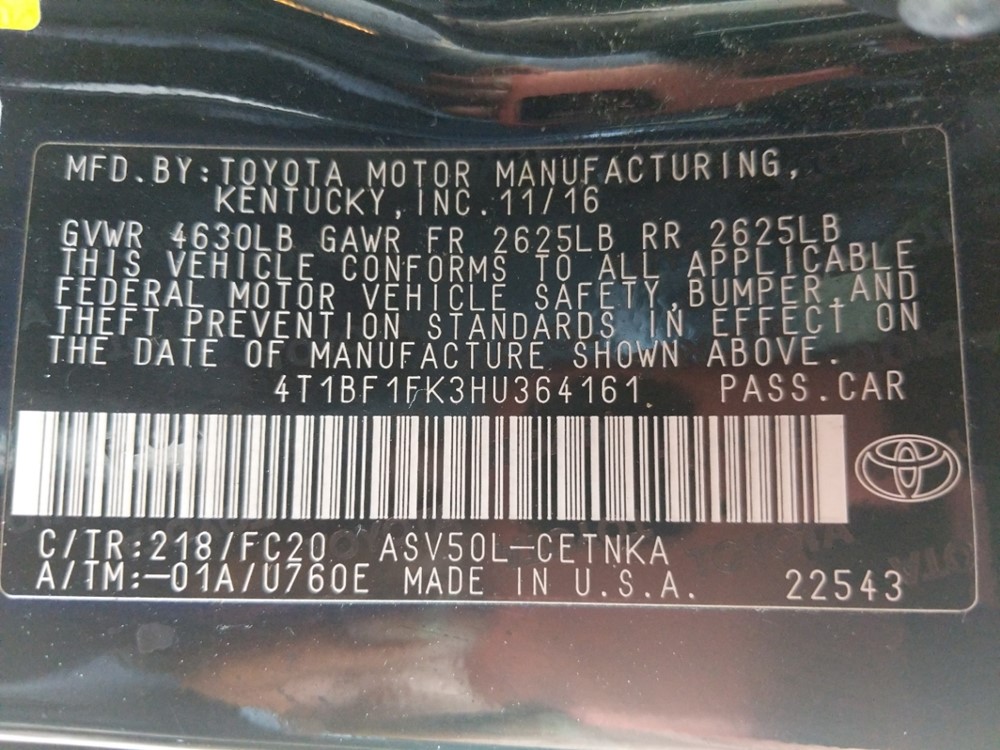 MFD.BY:TOYOTA MOTOR MANUFACTURING,
KENTUCKY,INC.11/16
GVWR 4630LB GAWR FR 2625LB RR 2625LB
THIS VEHICLE CONFORMS TO ALL APPLICABLE
FEDERAL MOTOR VEHICLE SAFETY,BUMPER,AND
THEFT PREVENTION STANDARDS IN EFFECT ON
THE DATE OF MANUFACTURE SHOWN ABOVE.
4T1BF1FK3HU364161 PASS.CAR
C/TR:218/FC20 ASV50L-CETNKA
A/TM:-01A/U760E MADE IN U.S.A. 22543